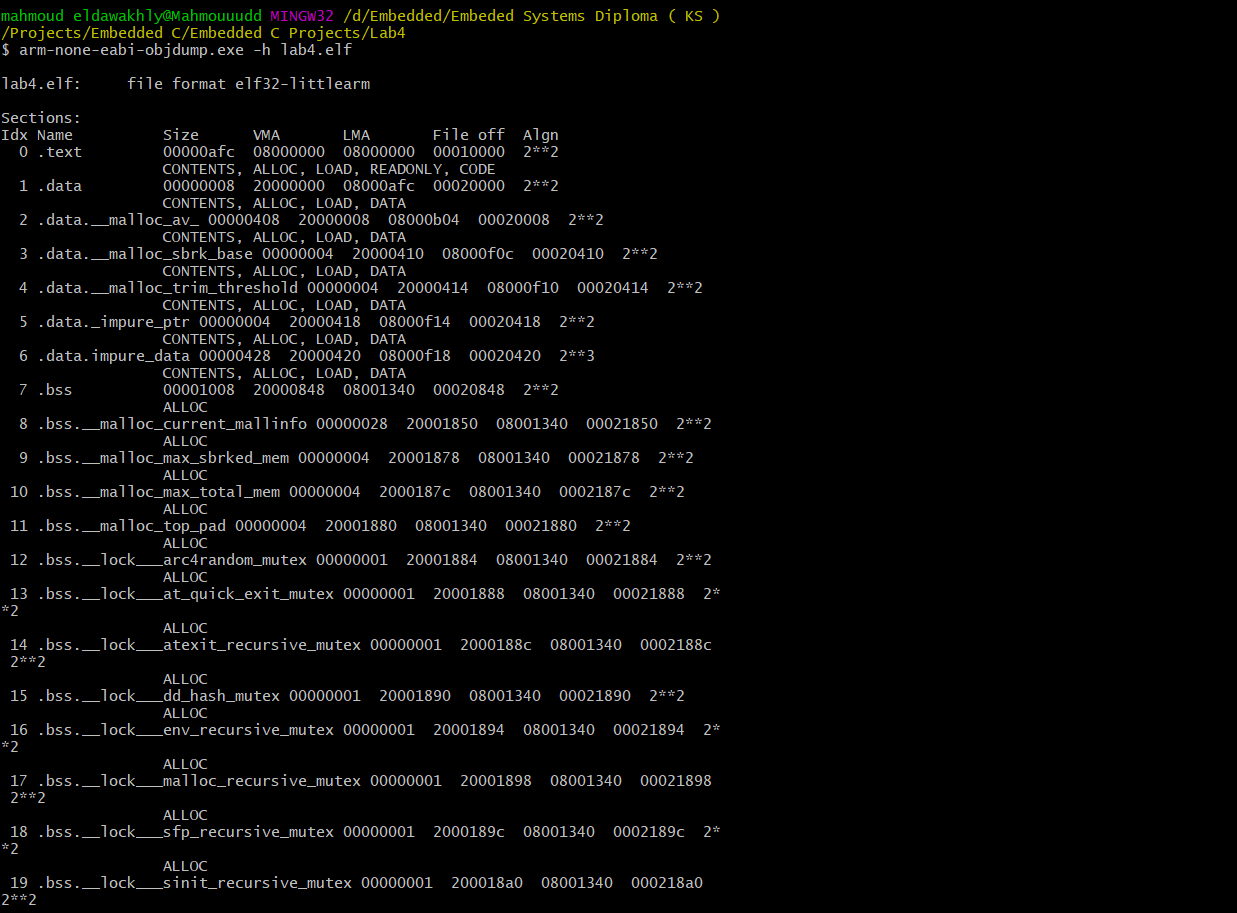 mahmoud eldawakhly@Mahmouuudd MINGW32 /d/Embedded/Embeded Systems Diploma ( KS )
/Projects/Embedded C/Embedded C Projects/Lab4
$ arm-none-eabi-objdump.exe -h lab4.elf

lab4.elf:     file format elf32-littlearm

Sections:
Idx Name          Size      VMA       LMA       File off  Algn
  0 .text         00000afc  08000000  08000000  00010000  2**2
                  CONTENTS, ALLOC, LOAD, READONLY, CODE
  1 .data         00000008  20000000  08000afc  00020000  2**2
                  CONTENTS, ALLOC, LOAD, DATA
  2 .data.__malloc_av_ 00000408  20000008  08000b04  00020008  2**2
                  CONTENTS, ALLOC, LOAD, DATA
  3 .data.__malloc_sbrk_base 00000004  20000410  08000f0c  00020410  2**2
                  CONTENTS, ALLOC, LOAD, DATA
  4 .data.__malloc_trim_threshold 00000004  20000414  08000f10  00020414  2**2
                  CONTENTS, ALLOC, LOAD, DATA
  5 .data._impure_ptr 00000004  20000418  08000f14  00020418  2**2
                  CONTENTS, ALLOC, LOAD, DATA
  6 .data.impure_data 00000428  20000420  08000f18  00020420  2**3
                  CONTENTS, ALLOC, LOAD, DATA
  7 .bss          00001008  20000848  08001340  00020848  2**2
                  ALLOC
  8 .bss.__malloc_current_mallinfo 00000028  20001850  08001340  00021850  2**2
                  ALLOC
  9 .bss.__malloc_max_sbrked_mem 00000004  20001878  08001340  00021878  2**2
                  ALLOC
 10 .bss.__malloc_max_total_mem 00000004  2000187c  08001340  0002187c  2**2
                  ALLOC
 11 .bss.__malloc_top_pad 00000004  20001880  08001340  00021880  2**2
                  ALLOC
 12 .bss.__lock___arc4random_mutex 00000001  20001884  08001340  00021884  2**2
                  ALLOC
 13 .bss.__lock___at_quick_exit_mutex 00000001  20001888  08001340  00021888  2*
*2
                  ALLOC
 14 .bss.__lock___atexit_recursive_mutex 00000001  2000188c  08001340  0002188c
 2**2
                  ALLOC
 15 .bss.__lock___dd_hash_mutex 00000001  20001890  08001340  00021890  2**2
                  ALLOC
 16 .bss.__lock___env_recursive_mutex 00000001  20001894  08001340  00021894  2*
*2
                  ALLOC
 17 .bss.__lock___malloc_recursive_mutex 00000001  20001898  08001340  00021898
 2**2
                  ALLOC
 18 .bss.__lock___sfp_recursive_mutex 00000001  2000189c  08001340  0002189c  2*
*2
                  ALLOC
 19 .bss.__lock___sinit_recursive_mutex 00000001  200018a0  08001340  000218a0
2**2